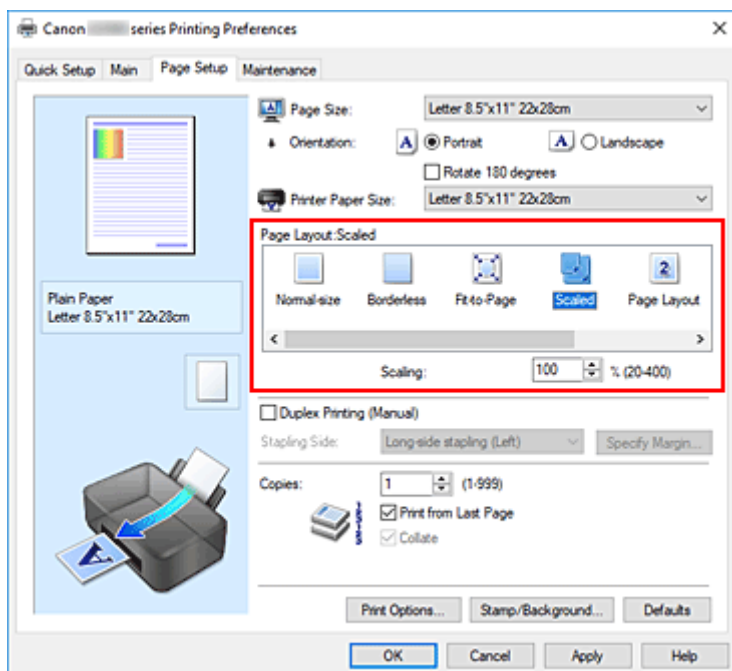 Canon series Printing Preferences
Quick Setup Main Page Setup Maintenance
Page Size: Letter 8.5"x11" 22x28cm
Orientation: A Portrait A Landscape
Rotate 180 degrees
Printer Paper Size: Letter 8.5"x11" 22x28cm
Page Layout:Scaled
Normal-size Borderless Fit-to-Page Scaled 2 Page Layout
Scaling: 100 % (20-400)
Plain Paper
Letter 8.5"x11" 22x28cm
Duplex Printing (Manual)
Stapling Side: Long-side stapling (Left) Specify Margin...
Copies: 1 (1-999)
Print from Last Page
Collate
A
Print Options... Stamp/Background... Defaults
OK Cancel Apply Help